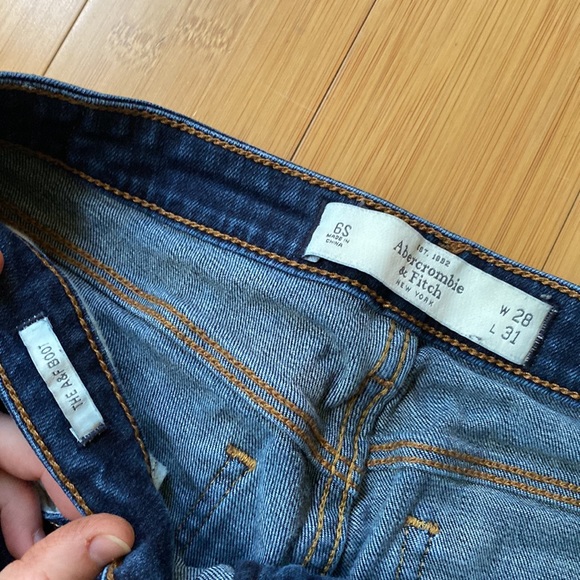 6S
MADE IN
CHINA
EST. 1892
Abercrombie
& Fitch
NEW YORK
W 28
L 31
THE A&F BOOT